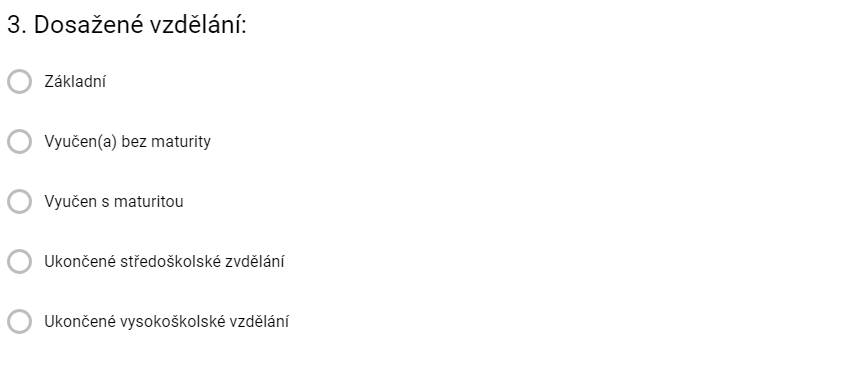 3. Dosažené vzdělání:
Základní
Vyučen(a) bez maturity
Vyučen s maturitou
Ukončené středoškolské zvdělání
Ukončené vysokoškolské vzdělání